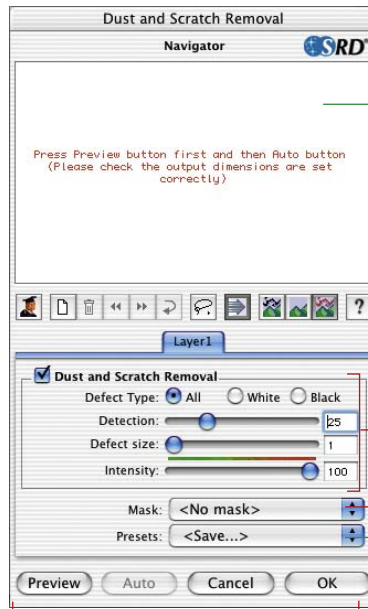 Dust and Scratch Removal
Navigator
SRD
Press Preview button first and then Auto button
(Please check the output dimensions are set
correctly)
?
Layer1
Dust and Scratch Removal
Defect Type: All White Black
Detection: 25
Defect size: 1
Intensity: 100
Mask: <No mask>
Presets: <Save...>
Preview Auto Cancel OK